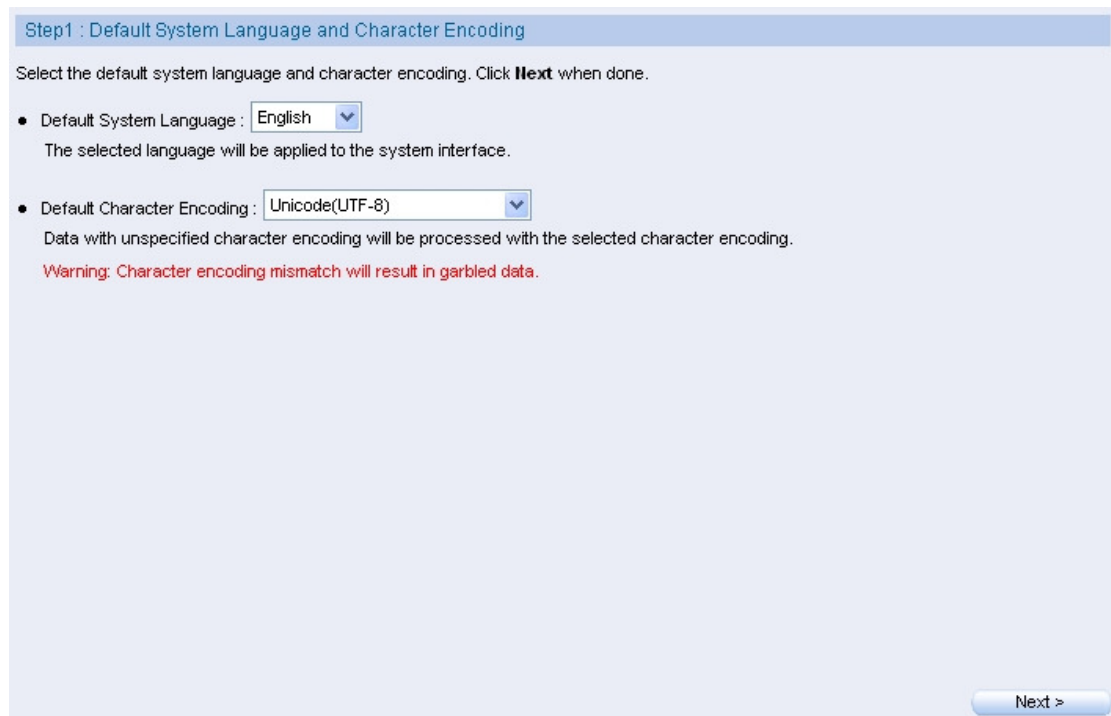 Step1 : Default System Language and Character Encoding
Select the default system language and character encoding. Click Next when done.
● Default System Language : English
The selected language will be applied to the system interface.
● Default Character Encoding : Unicode(UTF-8)
Data with unspecified character encoding will be processed with the selected character encoding.
Warning: Character encoding mismatch will result in garbled data.
Next >